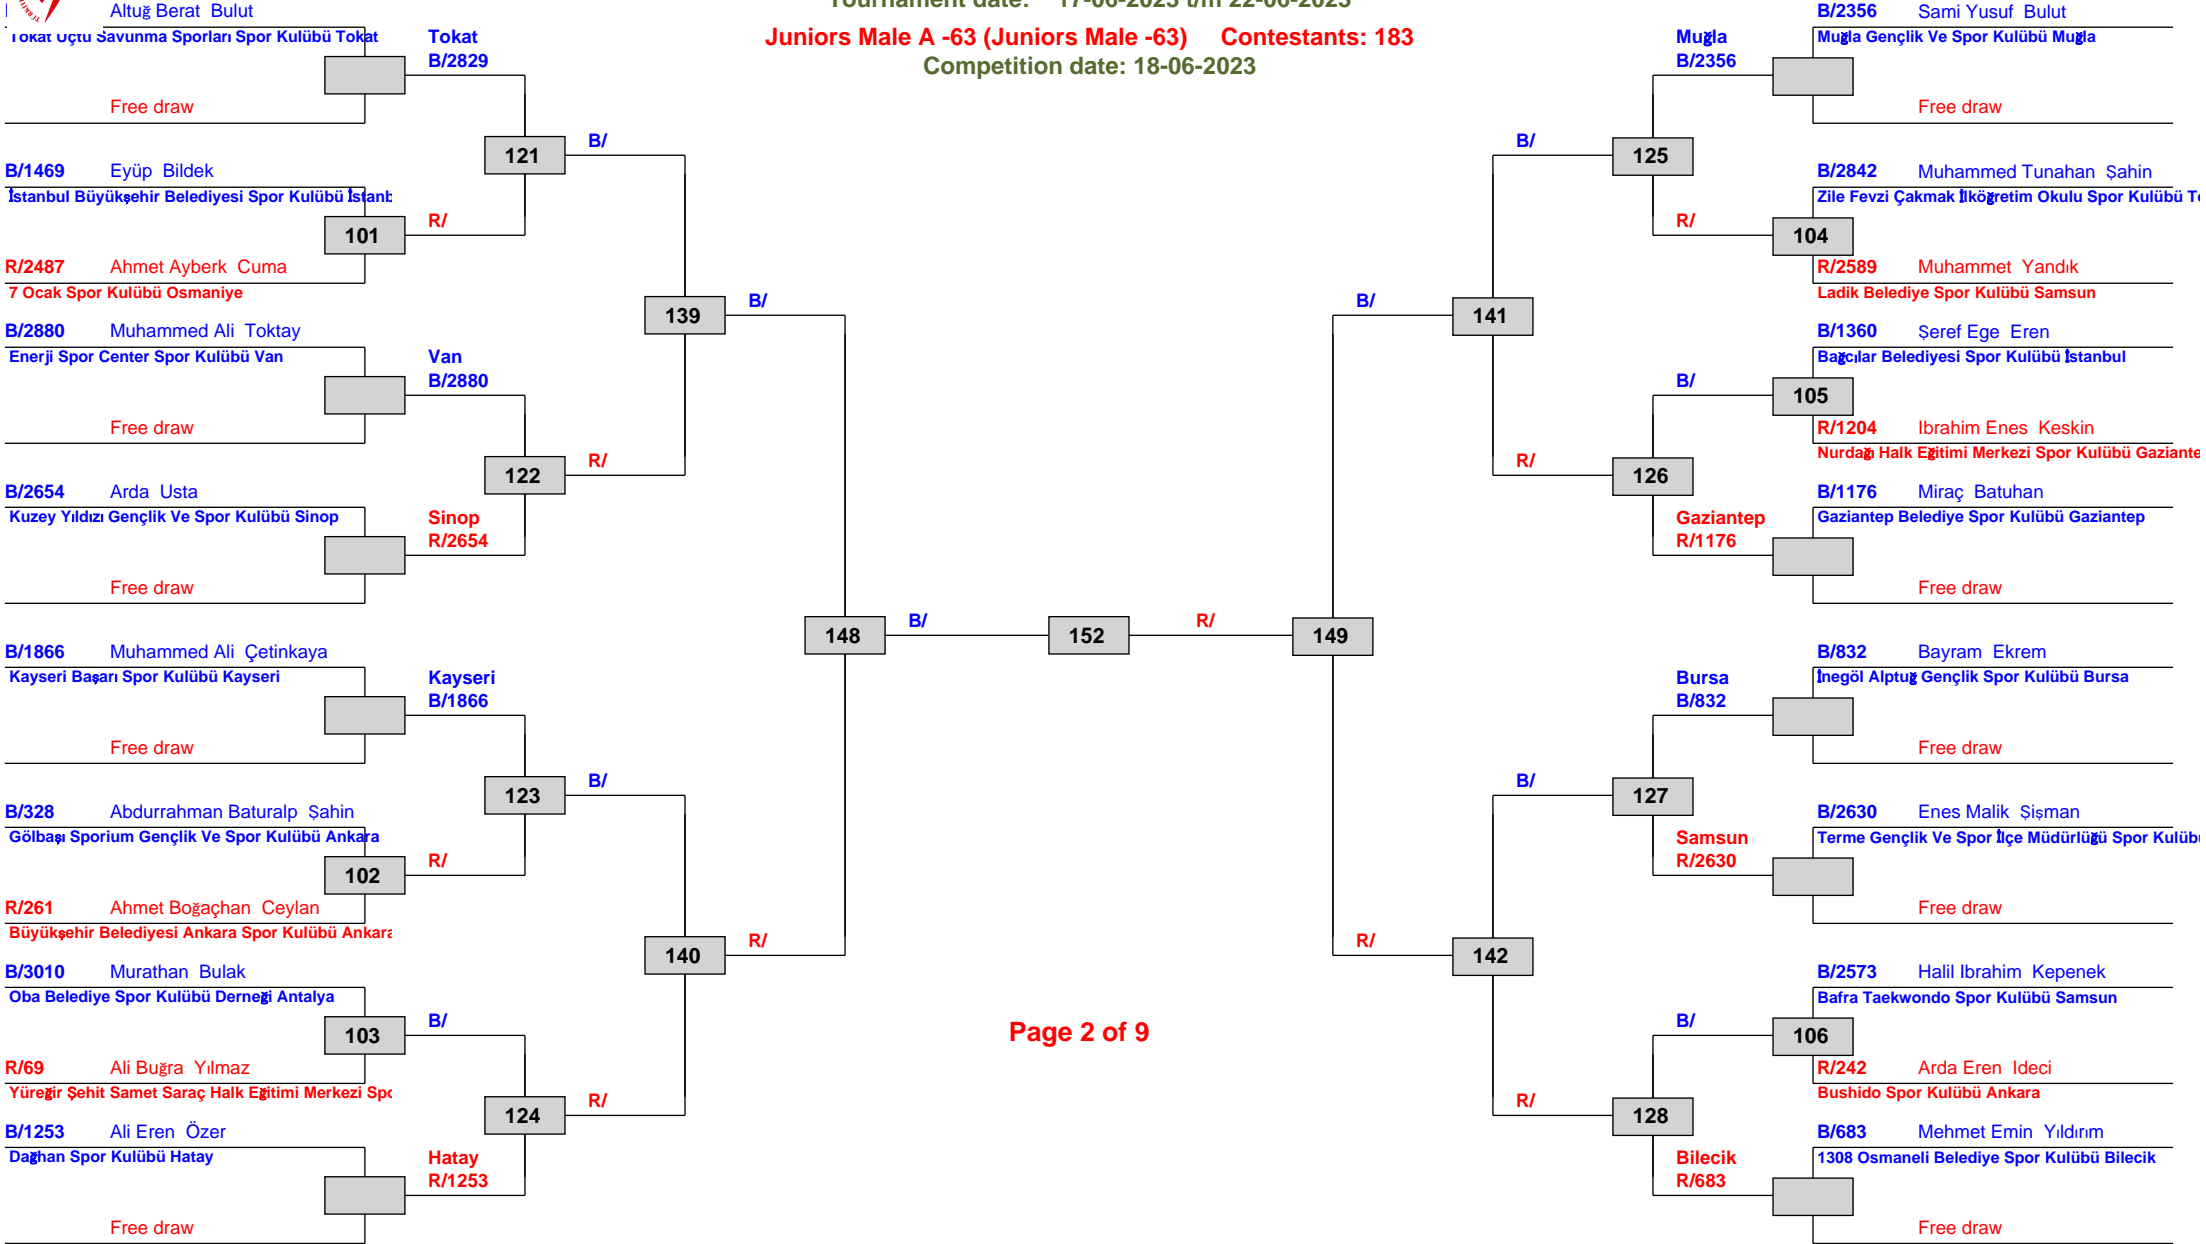 Altuğ Berat Bulut
Tokat Uçtu Savunma Sporları Spor Kulübü Tokat
Tokat
B/2829
Free draw
121
B/
B/1469 Eyüp Bildek
İstanbul Büyükşehir Belediyesi Spor Kulübü
101
R/
R/2487 Ahmet Ayberk Cuma
7 Ocak Spor Kulübü Osmaniye
139
B/
B/2880 Muhammed Ali Toktay
Enerji Spor Center Spor Kulübü Van
Van
B/2880
Free draw
122
R/
B/2654 Arda Usta
Kuzey Yıldızı Gençlik Ve Spor Kulübü Sinop
Sinop
R/2654
Free draw
148
B/
B/1866 Muhammed Ali Çetinkaya
Kayseri Başarı Spor Kulübü Kayseri
Kayseri
B/1866
Free draw
123
B/
B/328 Abdurrahman Baturalp Şahin
Gölbaşı Sporium Gençlik Ve Spor Kulübü Ankara
102
R/
R/261 Ahmet Boğaçhan Ceylan
Büyükşehir Belediyesi Ankara Spor Kulübü Ankara
140
R/
B/3010 Murathan Bulak
Oba Belediye Spor Kulübü Derneği Antalya
103
B/
R/69 Ali Buğra Yılmaz
Yüreğir Şehit Samet Saraç Halk Eğitimi Merkezi
124
R/
B/1253 Ali Eren Özer
Dağhan Spor Kulübü Hatay
Hatay
R/1253
Free draw
Tournament date: 17-06-2023 t/m 22-06-2023
Juniors Male A -63 (Juniors Male -63) Contestants: 183
Competition date: 18-06-2023
152
R/
149
Page 2 of 9
B/2356 Sami Yusuf Bulut
Muğla Gençlik Ve Spor Kulübü Muğla
Muğla
B/2356
Free draw
B/
125
B/2842 Muhammed Tunahan Şahin
Zile Fevzi Çakmak İlköğretim Okulu Spor Kulübü
R/
104
R/2589 Muhammet Yandık
Ladik Belediye Spor Kulübü Samsun
B/
141
B/1360 Şeref Ege Eren
Bağcılar Belediyesi Spor Kulübü İstanbul
B/
105
R/1204 Ibrahim Enes Keskin
Nurdağı Halk Eğitimi Merkezi Spor Kulübü
R/
126
B/1176 Miraç Batuhan
Gaziantep Belediye Spor Kulübü Gaziantep
Gaziantep
R/1176
Free draw
B/832 Bayram Ekrem
İnegöl Alptuğ Gençlik Spor Kulübü Bursa
Bursa
B/832
Free draw
B/
127
B/2630 Enes Malik Şişman
Terme Gençlik Ve Spor İlçe Müdürlüğü Spor
Samsun
R/2630
Free draw
R/
142
B/2573 Halil Ibrahim Kepenek
Bafra Taekwondo Spor Kulübü Samsun
B/
106
R/242 Arda Eren Ideci
Bushido Spor Kulübü Ankara
R/
128
B/683 Mehmet Emin Yıldırım
1308 Osmaneli Belediye Spor Kulübü Bilecik
Bilecik
R/683
Free draw